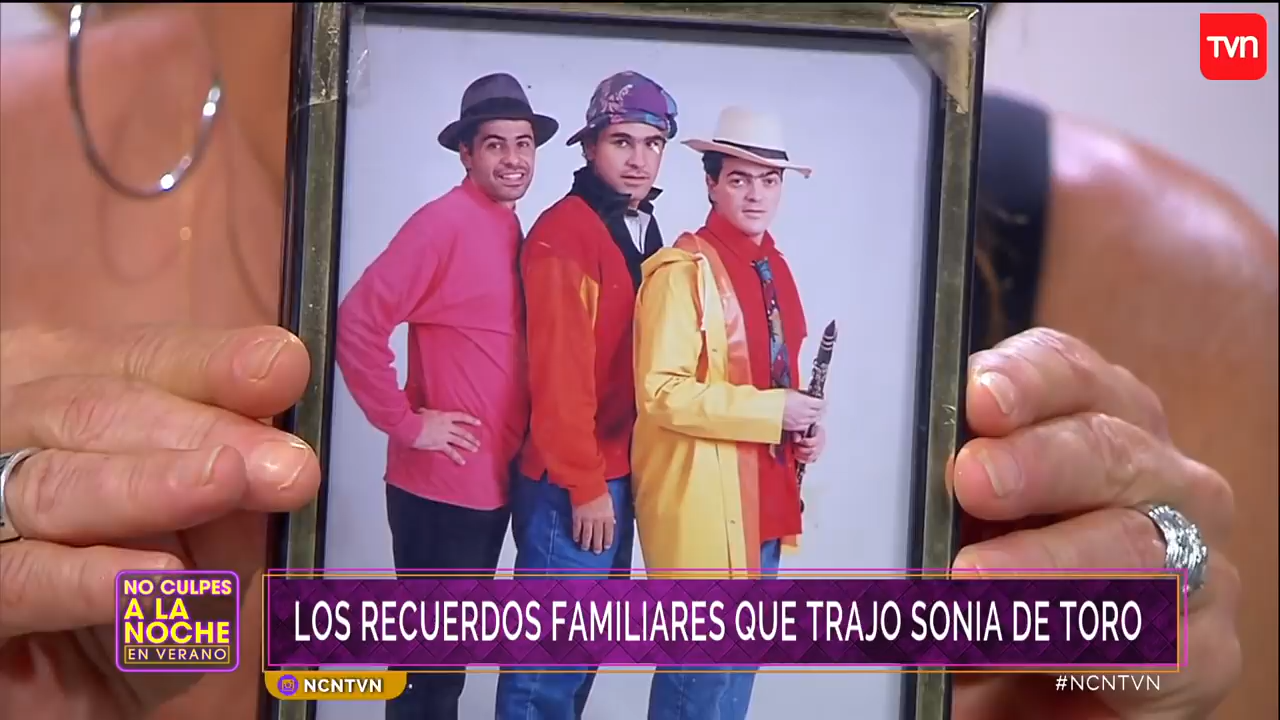 TVN
NO CULPES
A LA
NOCHE
EN VERANO
LOS RECUERDOS FAMILIARES QUE TRAJO SONIA DE TORO
NCNTVN
#NCNTVN